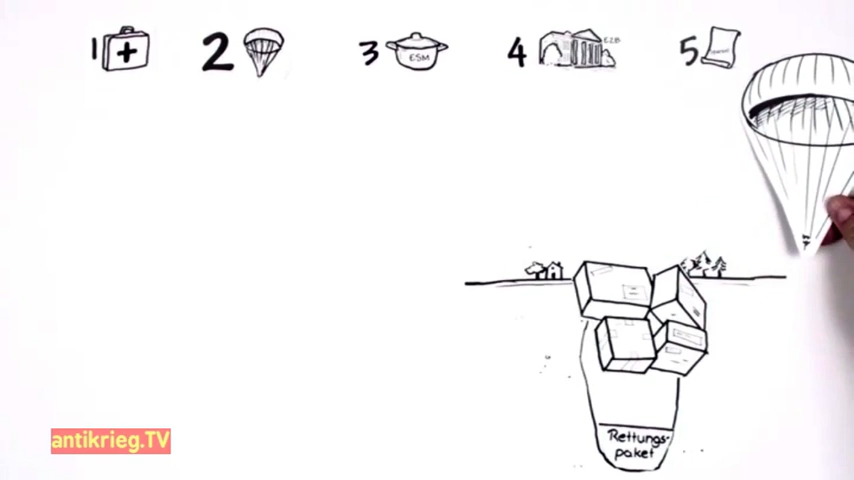 1
2
3
ESM
4
EZB
5
Rettungs-
paket
antikrieg.TV